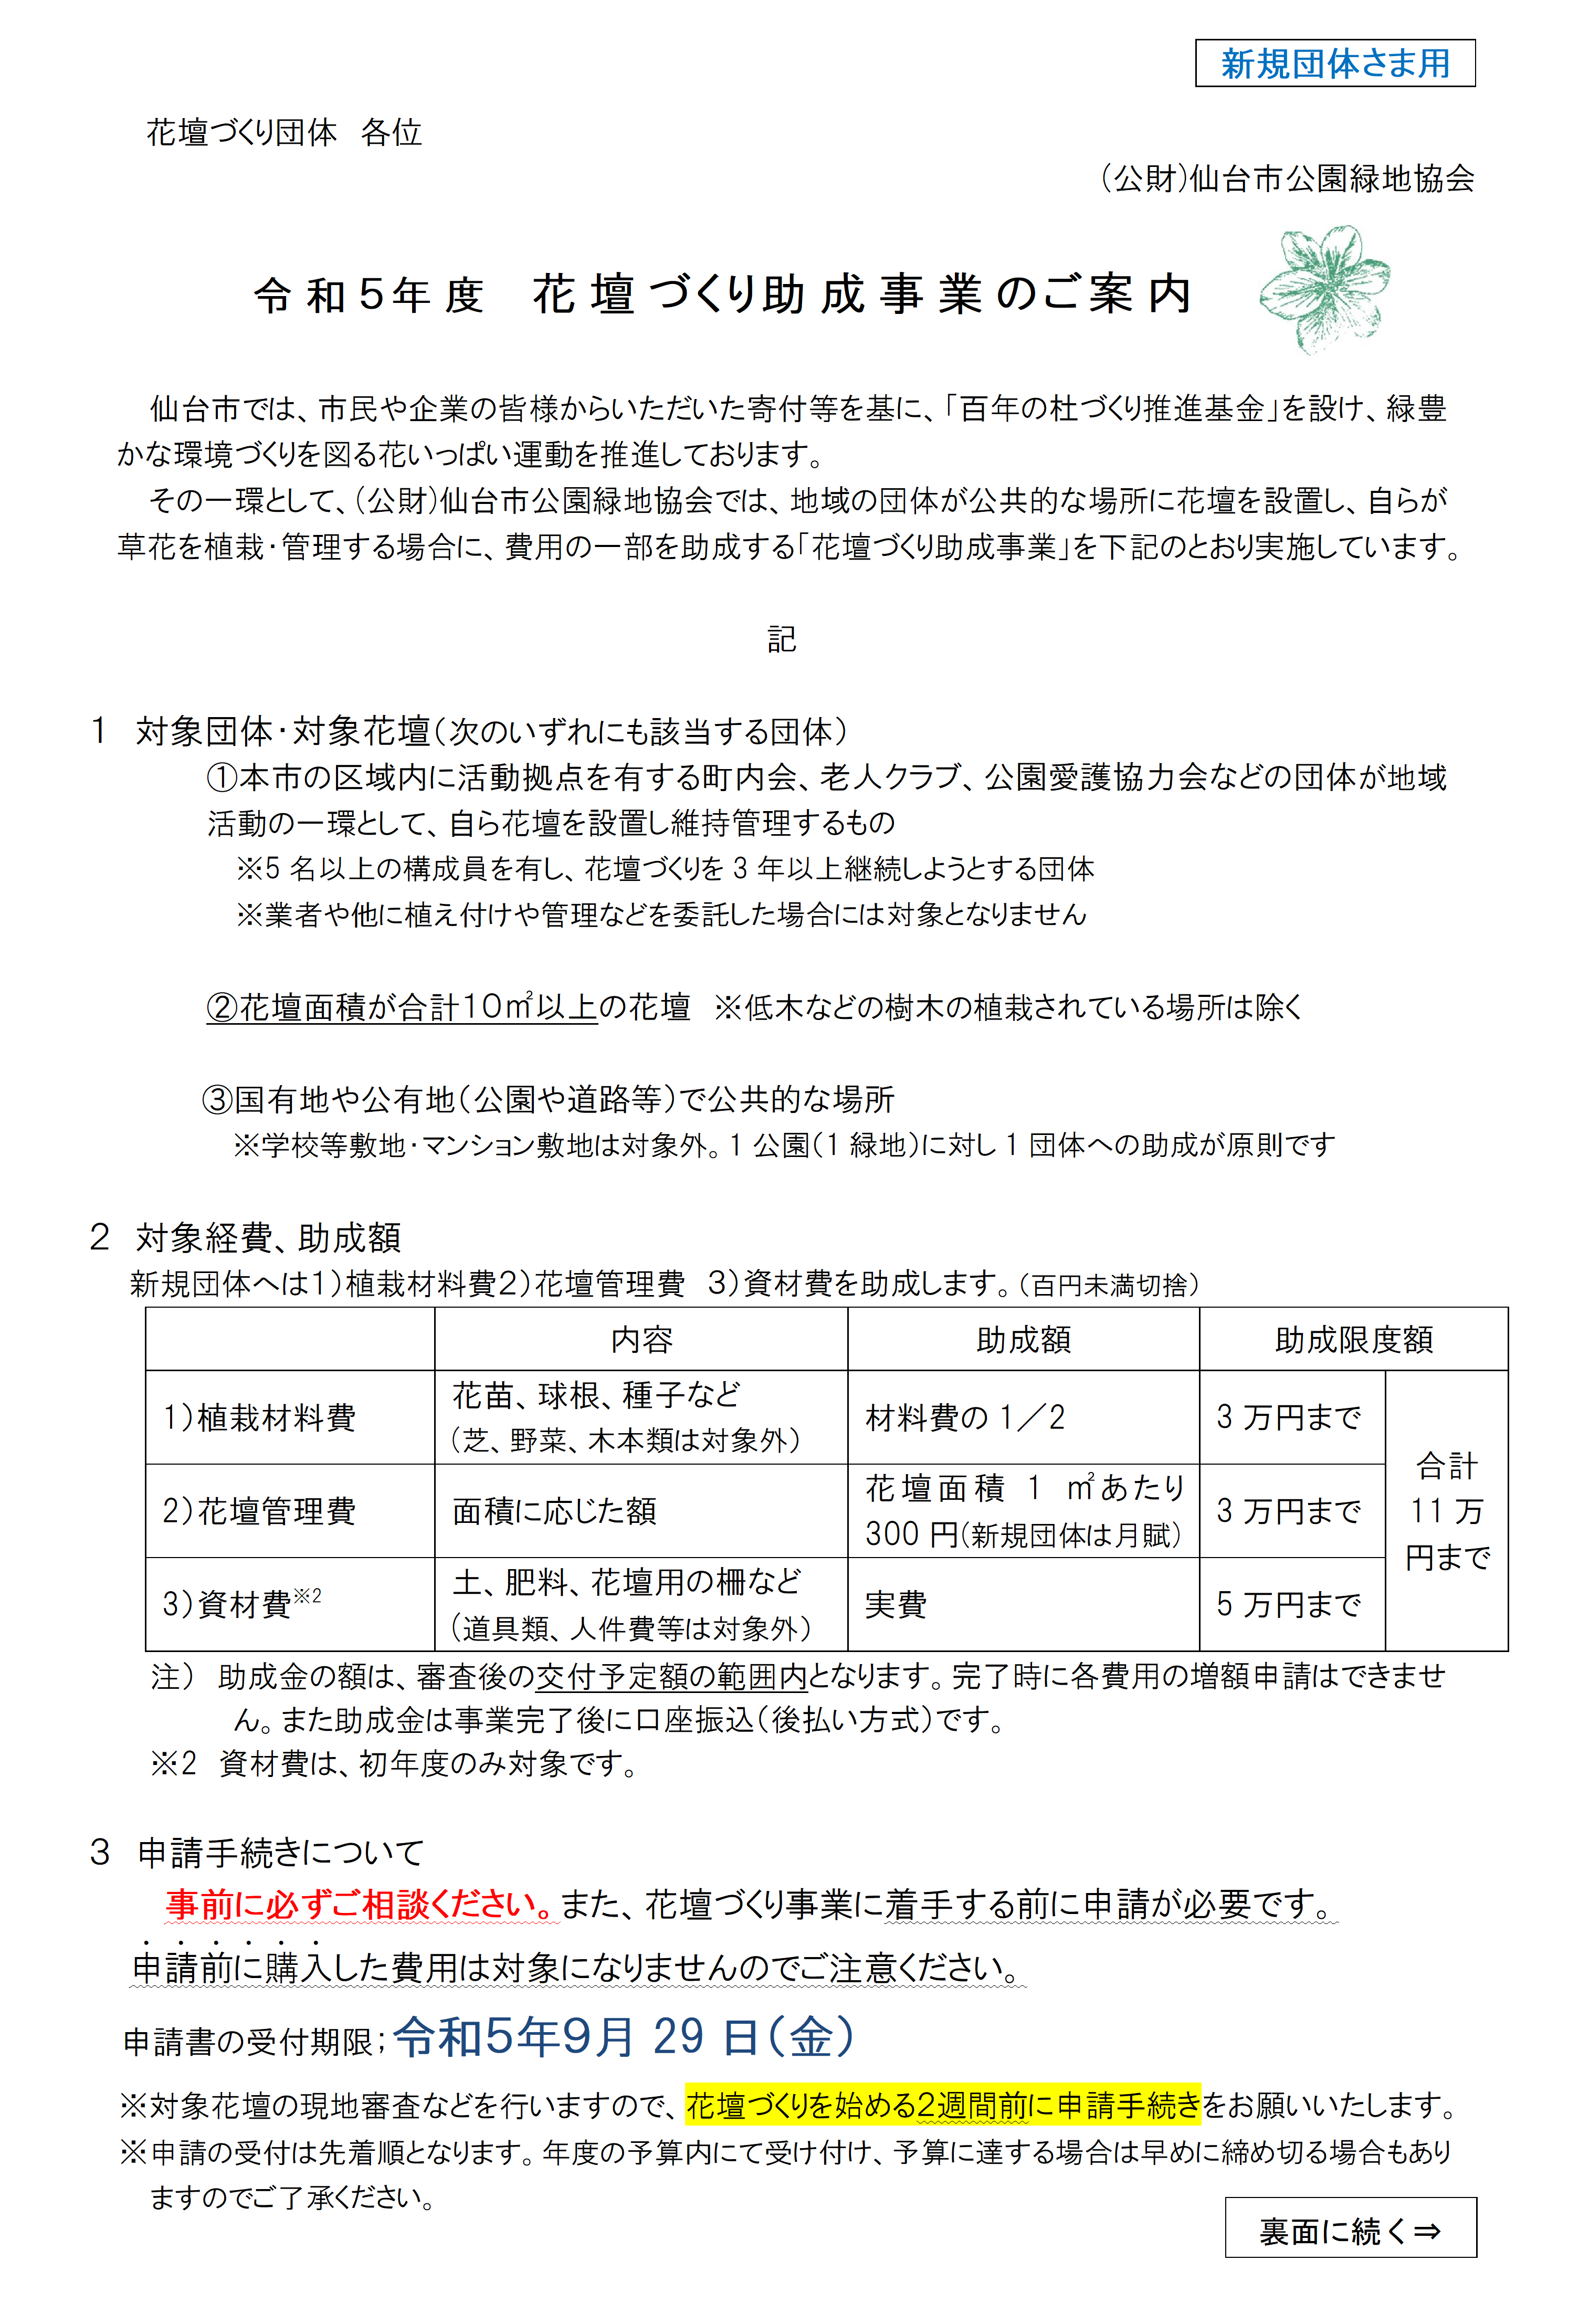 新規団体さま用
花壇づくり団体　各位
（公財）仙台市公園緑地協会
令和5年度　花壇づくり助成事業のご案内
仙台市では、市民や企業の皆様からいただいた寄付等を基に、「百年の杜づくり推進基金」を設け、緑豊
かな環境づくりを図る花いっぱい運動を推進しております。
その一環として、（公財）仙台市公園緑地協会では、地域の団体が公共的な場所に花壇を設置し、自らが
草花を植栽・管理する場合に、費用の一部を助成する「花壇づくり助成事業」を下記のとおり実施しています。
記
1　対象団体・対象花壇（次のいずれにも該当する団体）
①本市の区域内に活動拠点を有する町内会、老人クラブ、公園愛護協力会などの団体が地域
活動の一環として、自ら花壇を設置し維持管理するもの
※5 名以上の構成員を有し、花壇づくりを 3 年以上継続しようとする団体
※業者や他に植え付けや管理などを委託した場合には対象となりません
②花壇面積が合計10㎡以上の花壇　※低木などの樹木の植栽されている場所は除く
③国有地や公有地（公園や道路等）で公共的な場所
※学校等敷地・マンション敷地は対象外。1 公園（1 緑地）に対し 1 団体への助成が原則です
2　対象経費、助成額
新規団体へは1）植栽材料費2）花壇管理費　3）資材費を助成します。（百円未満切捨）
内容　助成額　助成限度額
1）植栽材料費　花苗、球根、種子など　材料費の 1／2　3 万円まで
（芝、野菜、木本類は対象外）
2）花壇管理費　面積に応じた額　花壇面積 1 ㎡あたり　3 万円まで
300 円（新規団体は月賦）
3）資材費※2　土、肥料、花壇用の柵など　実費　5 万円まで
（道具類、人件費等は対象外）
合計
11 万
円まで
注）　助成金の額は、審査後の交付予定額の範囲内となります。完了時に各費用の増額申請はできませ
ん。また助成金は事業完了後に口座振込（後払い方式）です。
※2　資材費は、初年度のみ対象です。
3　申請手続きについて
事前に必ずご相談ください。また、花壇づくり事業に着手する前に申請が必要です。
申請前に購入した費用は対象になりませんのでご注意ください。
申請書の受付期限；令和5年9月 29 日（金）
※対象花壇の現地審査などを行いますので、花壇づくりを始める2週間前に申請手続きをお願いいたします。
※申請の受付は先着順となります。年度の予算内にて受け付け、予算に達する場合は早めに締め切る場合もあり
ますのでご了承ください。
裏面に続く⇒